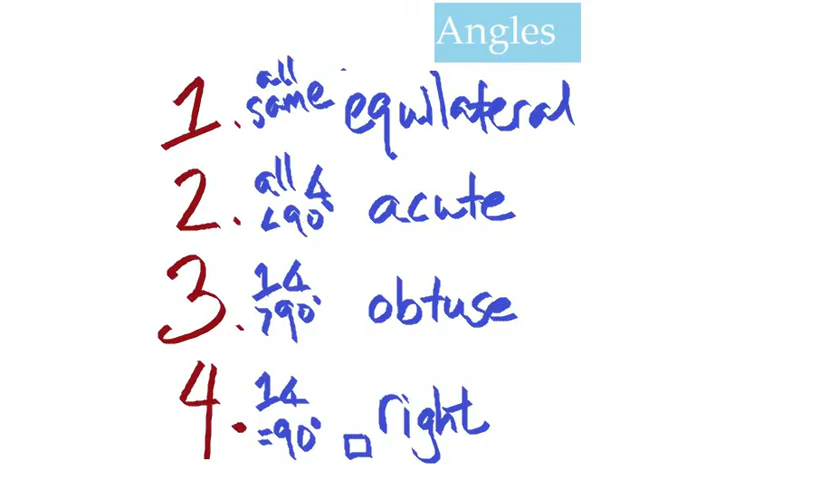 Angles
1. all same equilateral
2. all ∡ <90° acute
3. 1∡ >90° obtuse
4. 1∡ =90° right